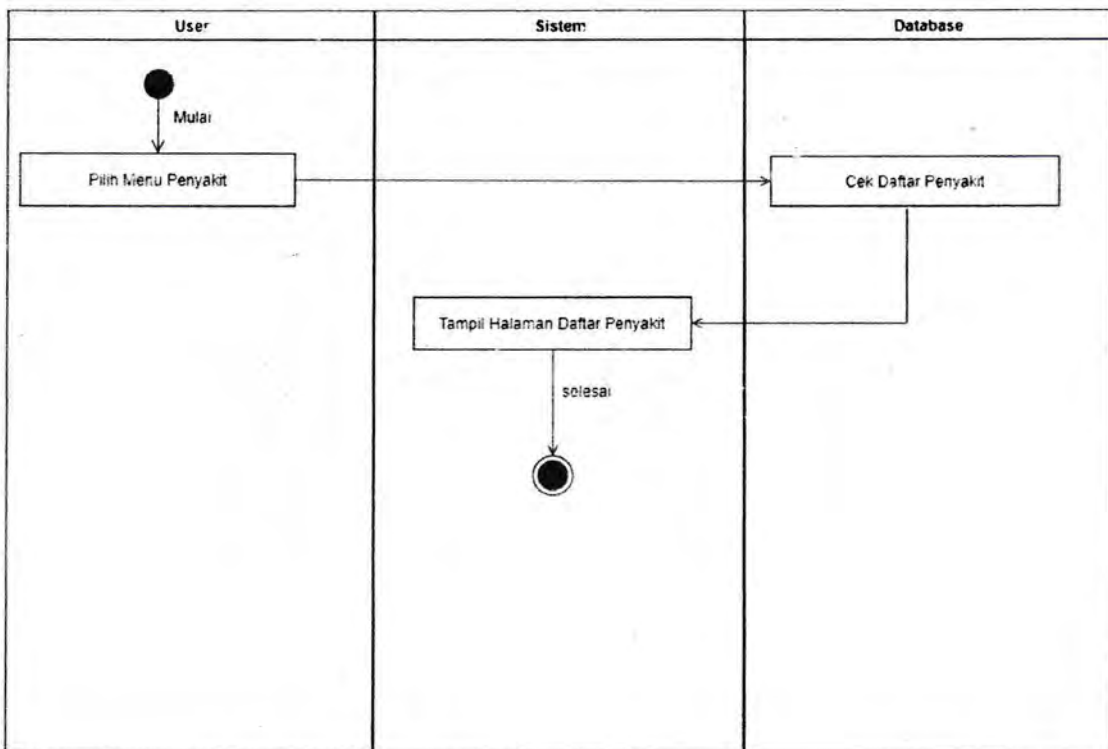 User
Sistem
Database
Mulai
Pilih Menu Penyakit
Cek Daftar Penyakit
Tampil Halaman Daftar Penyakit
selesai